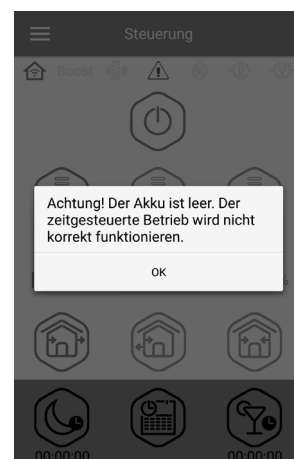 Steuerung
Boost
R
V
Achtung! Der Akku ist leer. Der
zeitgesteuerte Betrieb wird nicht
korrekt funktionieren.
OK
%
00:00:00
00:00:00